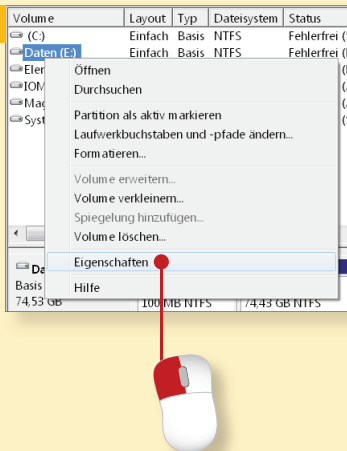 Volume Layout Typ Dateisystem Status
(C:) Einfach Basis NTFS Fehlerfrei
Daten (E:) Einfach Basis NTFS Fehlerfrei
Öffnen
Durchsuchen
Partition als aktiv markieren
Laufwerkbuchstaben und -pfade ändern...
Formatieren...
Volume erweitern...
Volume verkleinern...
Spiegelung hinzufügen...
Volume löschen...
Eigenschaften
Hilfe
Basis
74,53 GB 100 MB NTFS 74,43 GB NTFS